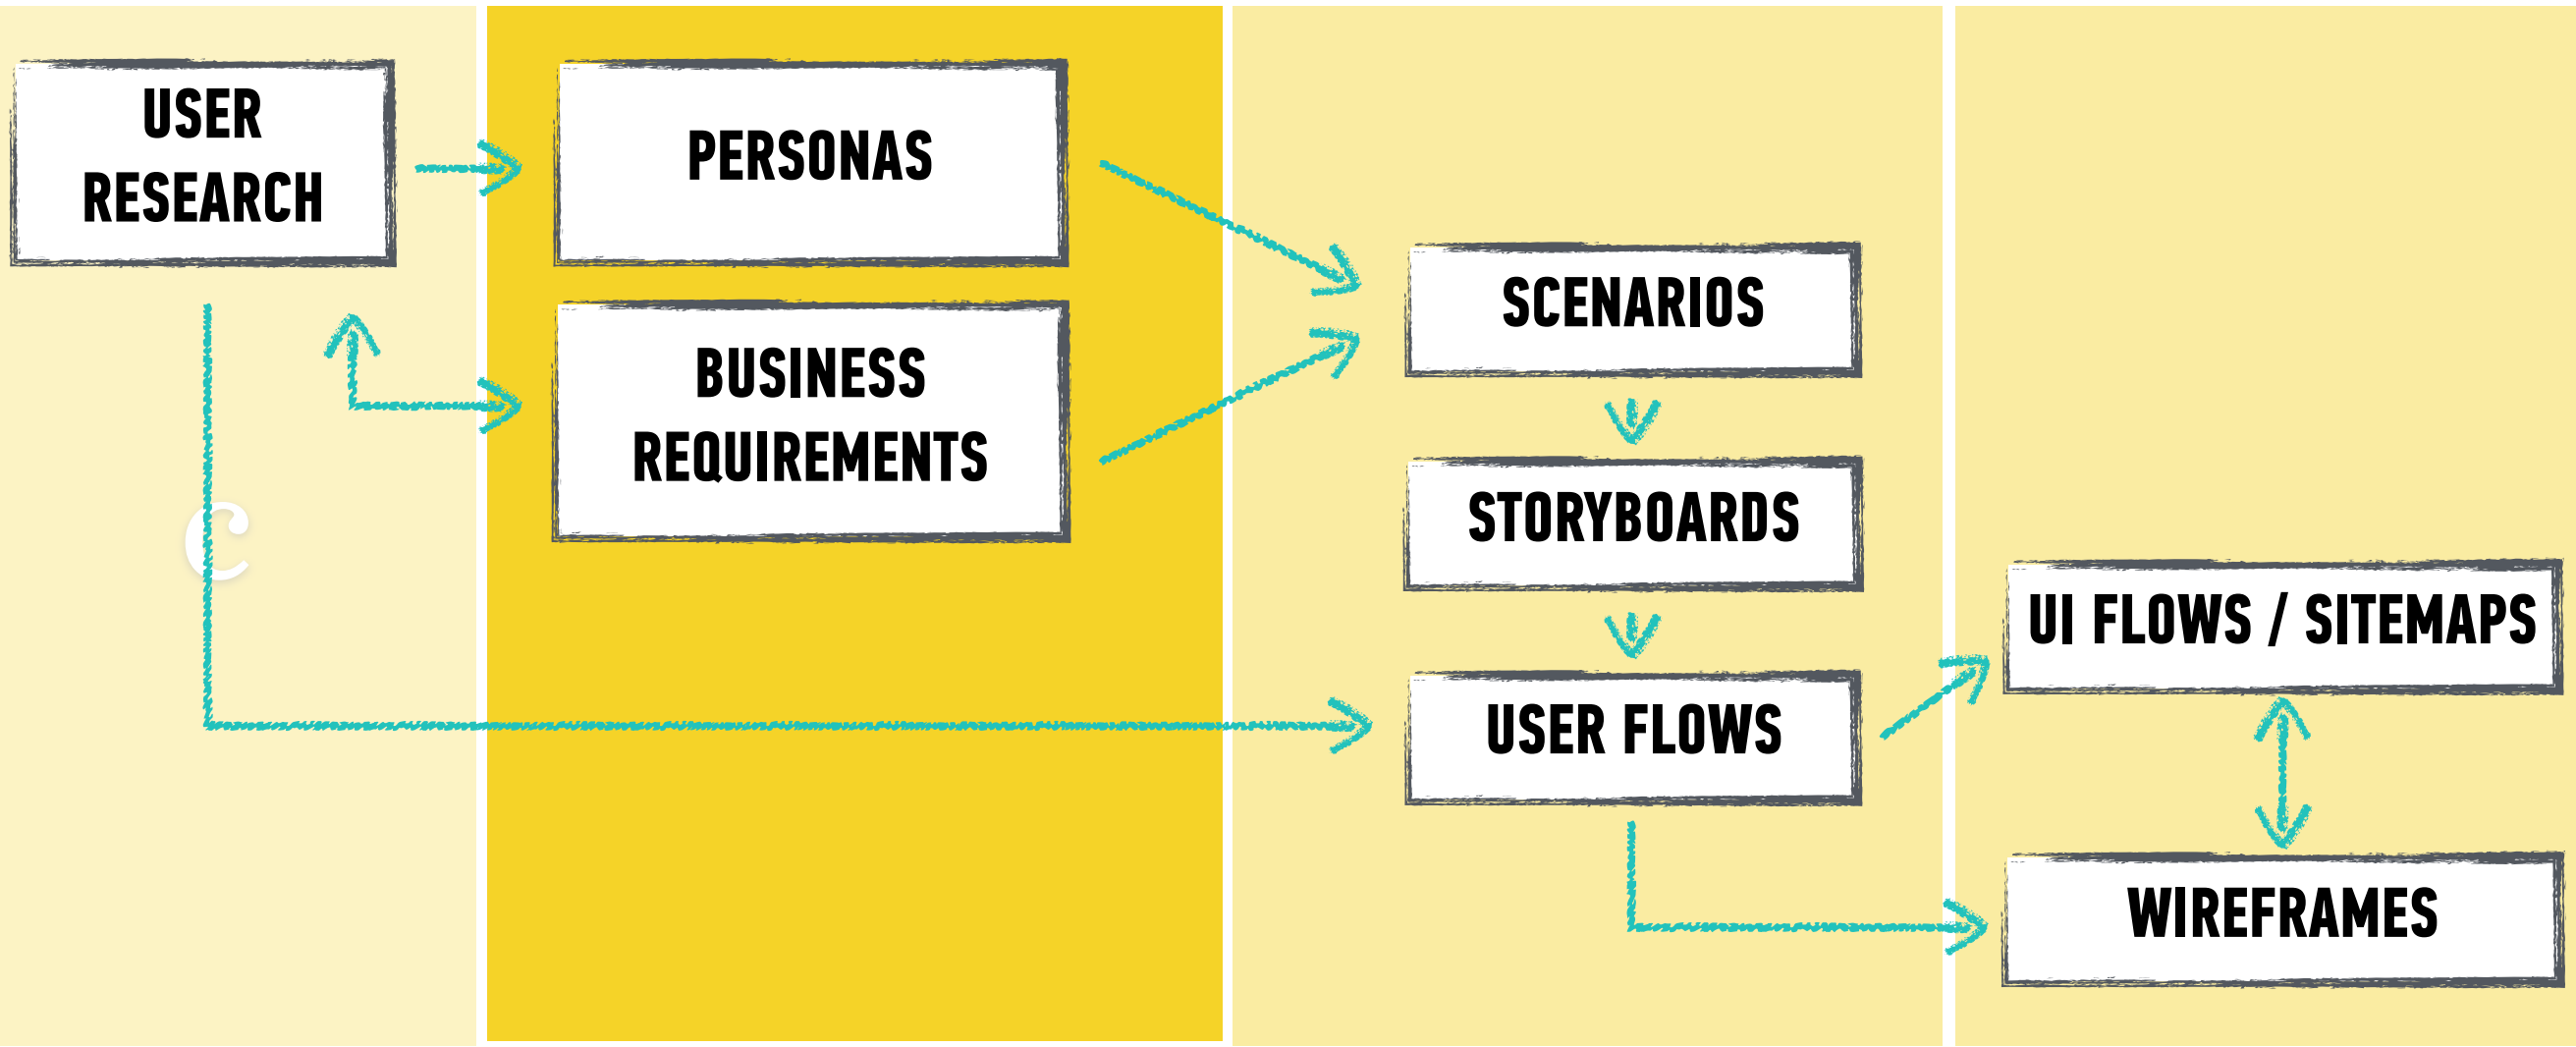 USER
RESEARCH
PERSONAS
BUSINESS
REQUIREMENTS
C
SCENARIOS
STORYBOARDS
USER FLOWS
UI FLOWS / SITEMAPS
WIREFRAMES